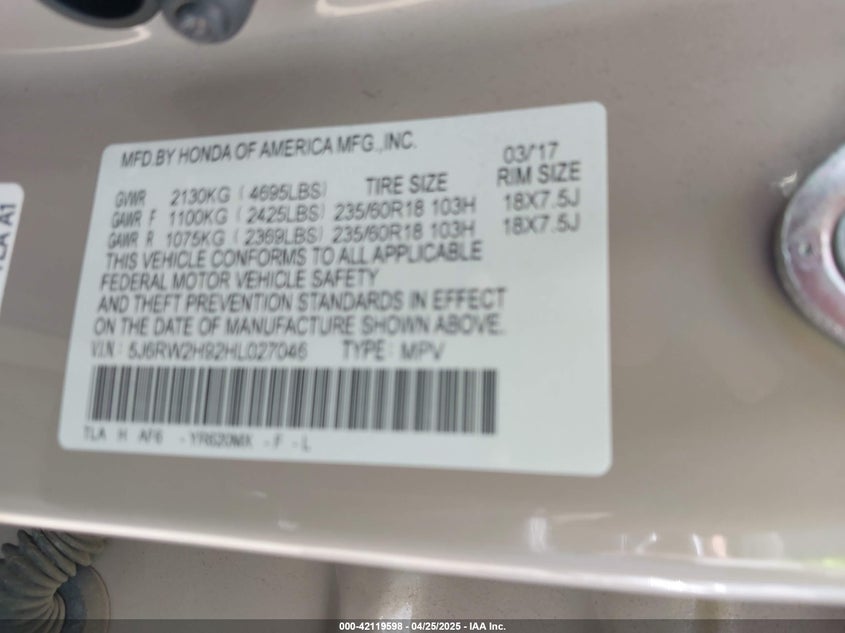 MFD.BY HONDA OF AMERICA MFG.,INC.
03/'17
GVWR 2130KG ( 4695LBS) TIRE SIZE RIM SIZE
GAWR F 1100KG ( 2425LBS) 235/60R18 103H 18X7.5J
GAWR R 1075KG ( 2369LBS) 235/60R18 103H 18X7.5J
THIS VEHICLE CONFORMS TO ALL APPLICABLE
FEDERAL MOTOR VEHICLE SAFETY
AND THEFT PREVENTION STANDARDS IN EFFECT
ON THE DATE OF MANUFACTURE SHOWN ABOVE.
V.I.N: 5J6RW2H92HL027046 TYPE: MPV
TLA H AF6 -YR620MX -F -L
000-42119598 - 04/25/2025 - IAA Inc.